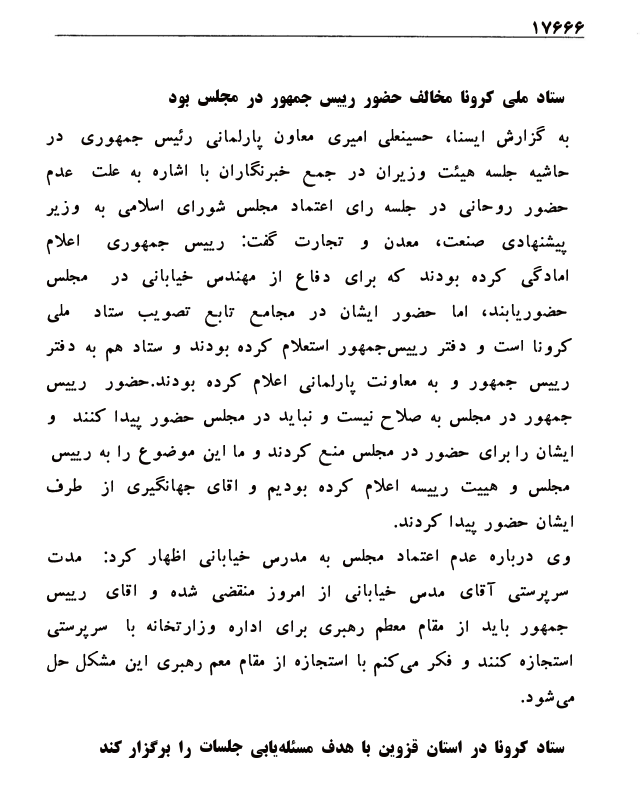 ۱۷۶۶۶
ستاد ملی کرونا مخالف حضور رییس جمهور در مجلس بود
به گزارش ایسنا، حسینعلی امیری معاون پارلمانی رئیس جمهوری در
حاشیه جلسه هیئت وزیران در جمع خبرنگاران با اشاره به علت عدم
حضور روحانی در جلسه رای اعتماد مجلس شورای اسلامی به وزیر
پیشنهادی صنعت، معدن و تجارت گفت: رییس جمهوری اعلام
امادگی کرده بودند که برای دفاع از مهندس خیابانی در مجلس
حضوریابند، اما حضور ایشان در مجامع تابع تصویب ستاد ملی
کرونا است و دفتر رییس‌جمهور استعلام کرده بودند و ستاد هم به دفتر
رییس جمهور و به معاونت پارلمانی اعلام کرده بودند.حضور رییس
جمهور در مجلس به صلاح نیست و نباید در مجلس حضور پیدا کنند و
ایشان را برای حضور در مجلس منع کردند و ما این موضوع را به رییس
مجلس و هییت رییسه اعلام کرده بودیم و اقای جهانگیری از طرف
ایشان حضور پیدا کردند.
وی درباره عدم اعتماد مجلس به مدرس خیابانی اظهار کرد: مدت
سرپرستی آقای مدس خیابانی از امروز منقضی شده و اقای رییس
جمهور باید از مقام معطم رهبری برای اداره وزارتخانه با سرپرستی
استجازه کنند و فکر می‌کنم با استجازه از مقام معم رهبری این مشکل حل
می‌شود.
ستاد کرونا در استان قزوین با هدف مسئله‌یابی جلسات را برگزار کند